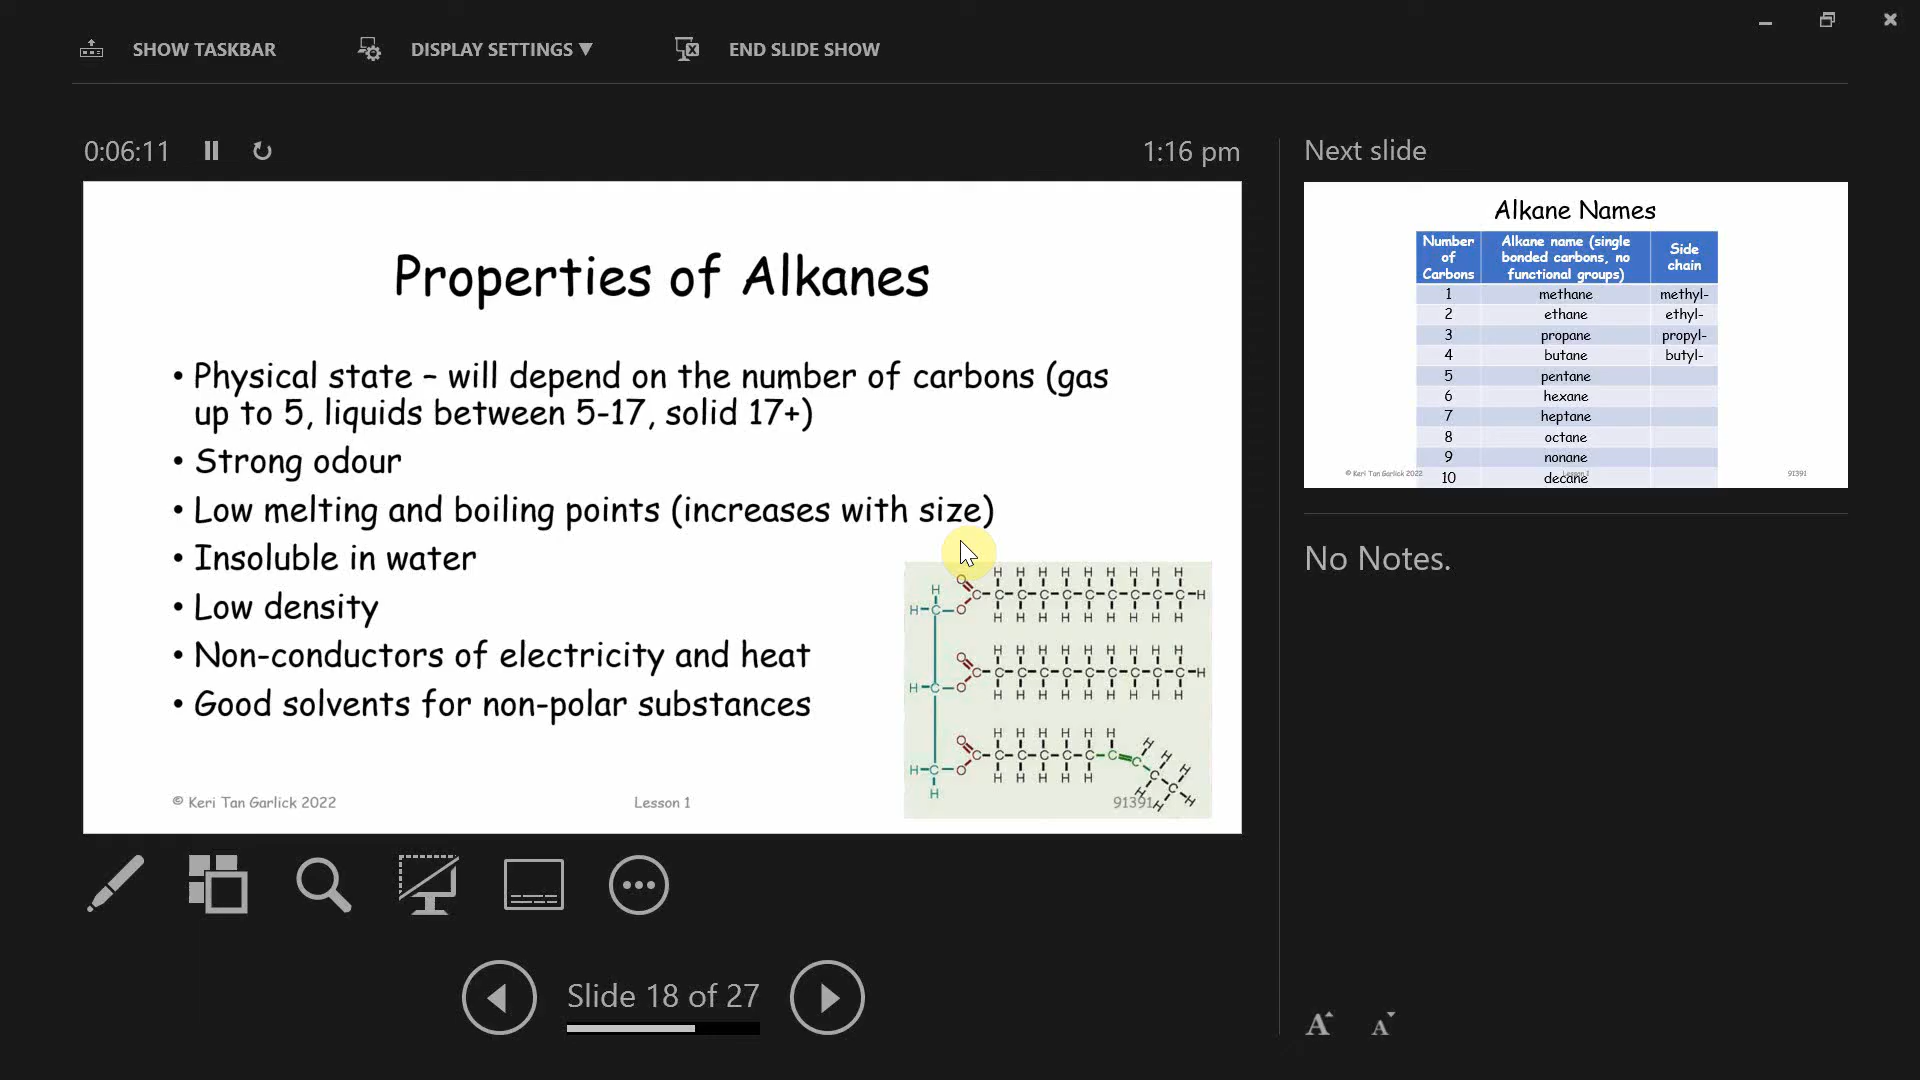 SHOW TASKBAR
DISPLAY SETTINGS ▼
END SLIDE SHOW
0:06:11
1:16 pm
Next slide
Properties of Alkanes
• Physical state – will depend on the number of carbons (gas
up to 5, liquids between 5-17, solid 17+)
• Strong odour
• Low melting and boiling points (increases with size)
• Insoluble in water
• Low density
• Non-conductors of electricity and heat
• Good solvents for non-polar substances
© Keri Tan Garlick 2022
Lesson 1
91391
Alkane Names
Number of Carbons
Alkane name (single bonded carbons, no functional groups)
Side chain
1 methane methyl-
2 ethane ethyl-
3 propane propyl-
4 butane butyl-
5 pentane
6 hexane
7 heptane
8 octane
9 nonane
10 decane
© Keri Tan Garlick 2022
Lesson 1
91391
No Notes.
Slide 18 of 27
A A